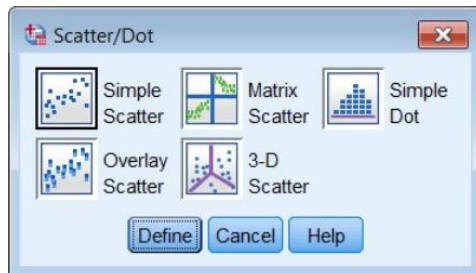 Scatter/Dot
Simple
Scatter
Matrix
Scatter
Simple
Dot
Overlay
Scatter
3-D
Scatter
Define
Cancel
Help